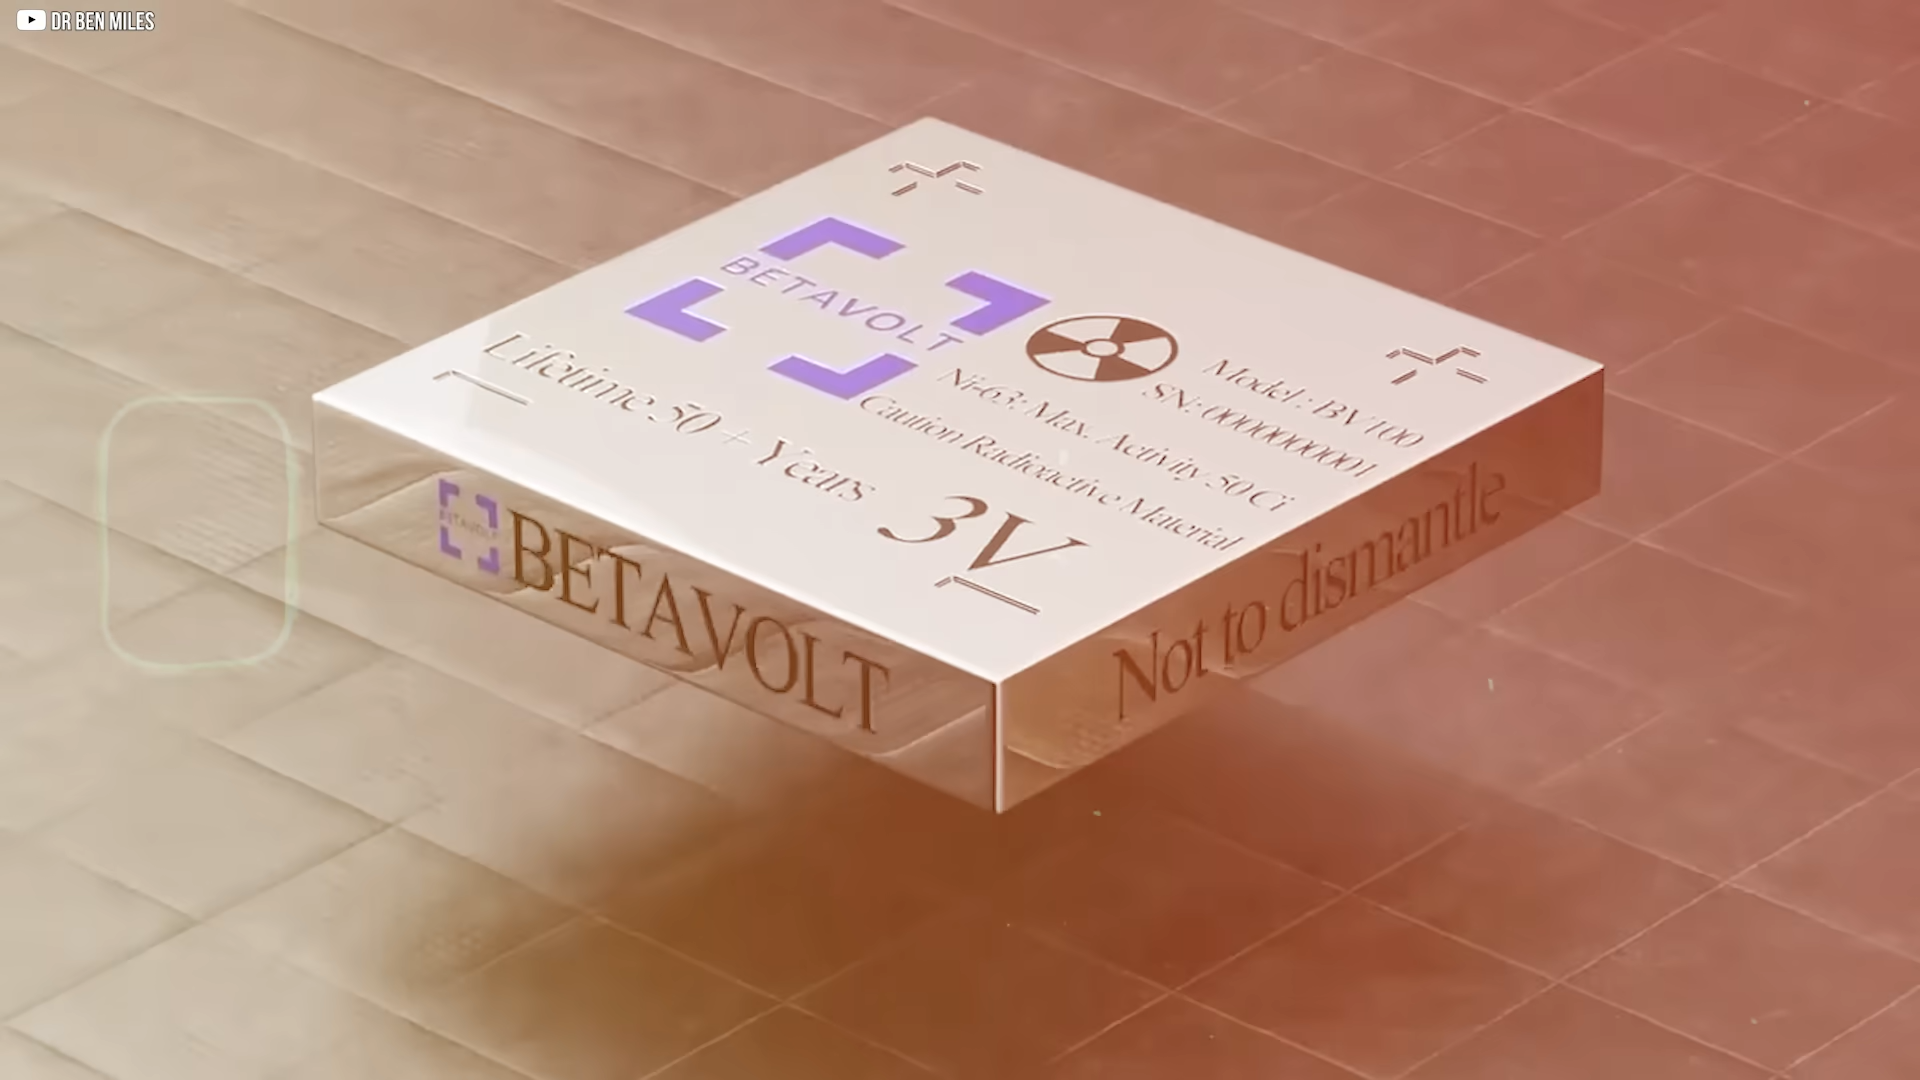 DR BEN MILES
BETAVOLT
Model : BV100
SN: 0000000001
Ni-63: Max. Activity 50 Ci
Caution Radioactive Material
Lifetime 50 + Years
3V
BETAVOLT
BETAVOLT
Not to dismantle